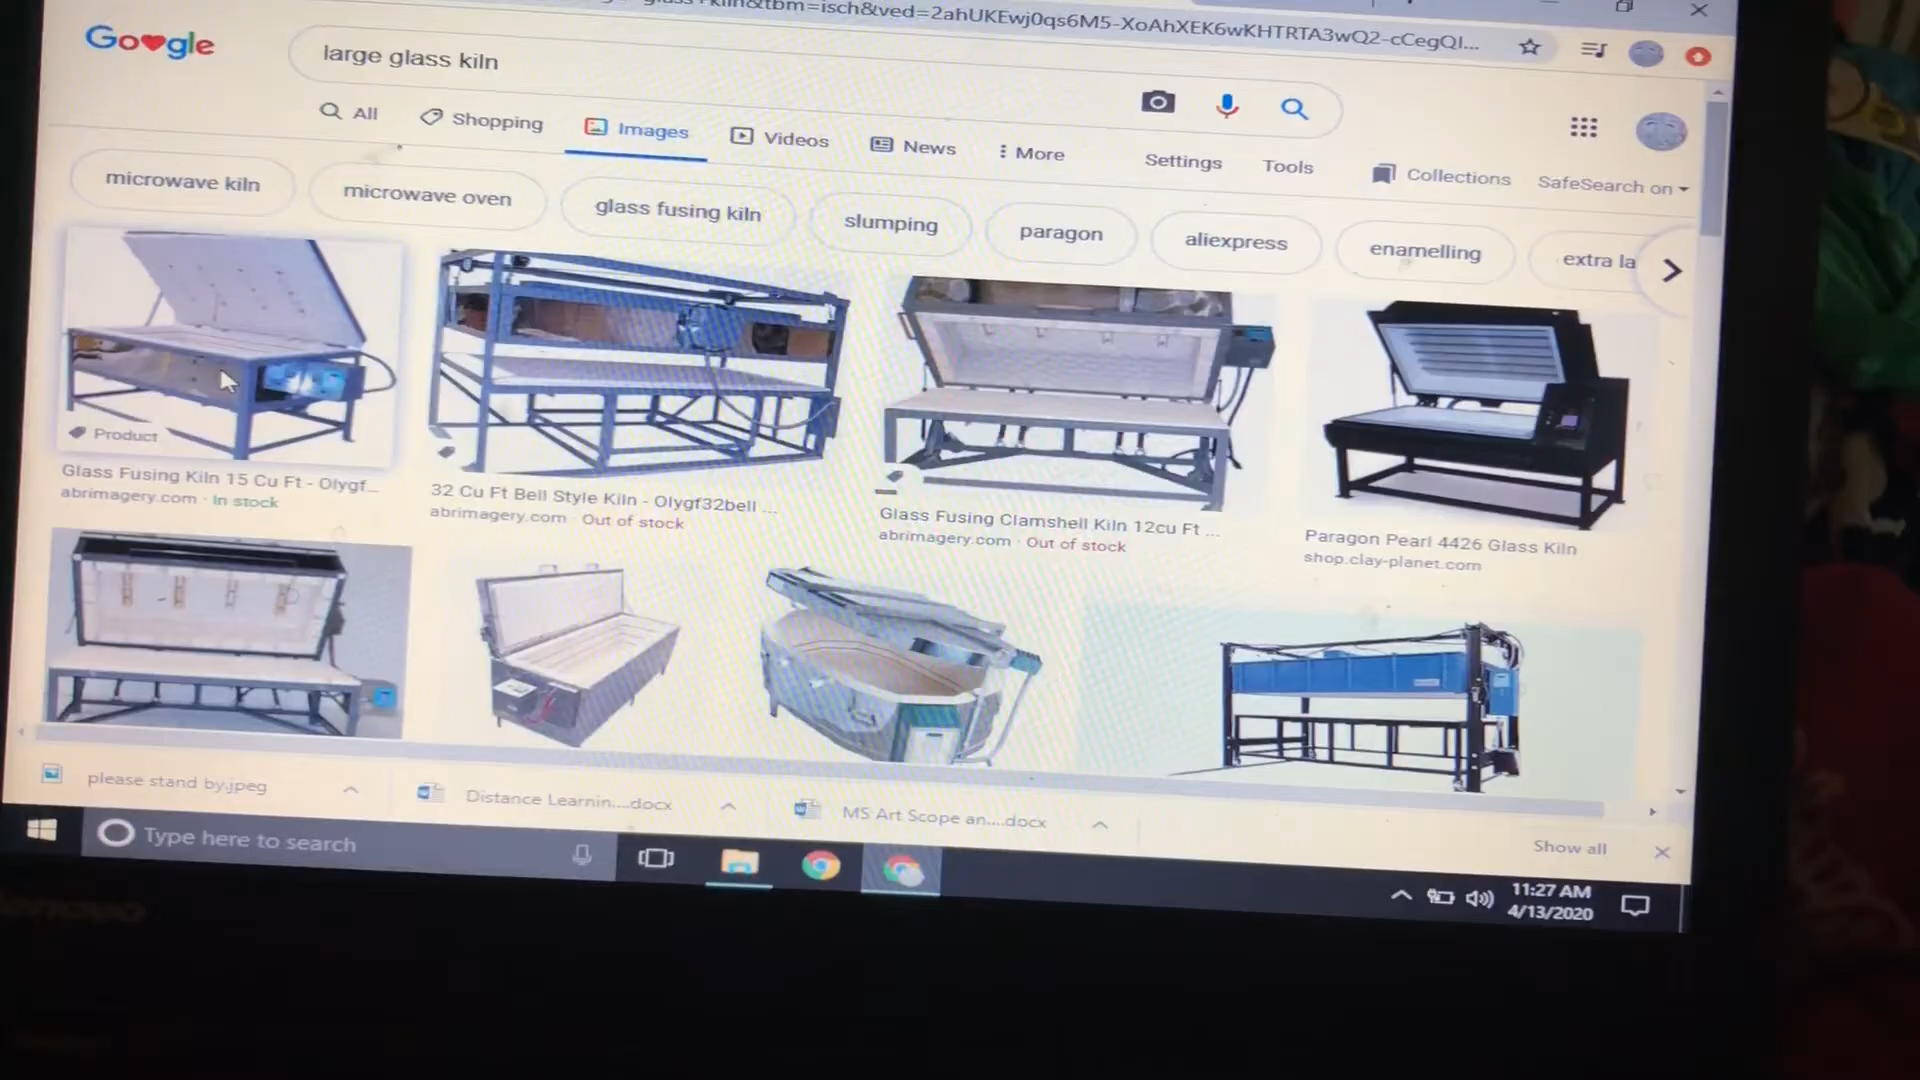 glass+kiln&tbm=isch&ved=2ahUKEwj0qs6M5-XoAhXEK6wKHTRTA3wQ2-cCegQI...
Google
large glass kiln
All
Shopping
Images
Videos
News
More
Settings
Tools
Collections
SafeSearch on
microwave kiln
microwave oven
glass fusing kiln
slumping
paragon
aliexpress
enamelling
extra la
Product
Glass Fusing Kiln 15 Cu Ft - Olygf...
abrimagery.com · In stock
32 Cu Ft Bell Style Kiln - Olygf32bell ...
abrimagery.com · Out of stock
Glass Fusing Clamshell Kiln 12cu Ft ...
abrimagery.com · Out of stock
Paragon Pearl 4426 Glass Kiln
shop.clay-planet.com
please stand by.jpeg
Distance Learnin....docx
MS Art Scope an....docx
Show all
Type here to search
11:27 AM
4/13/2020